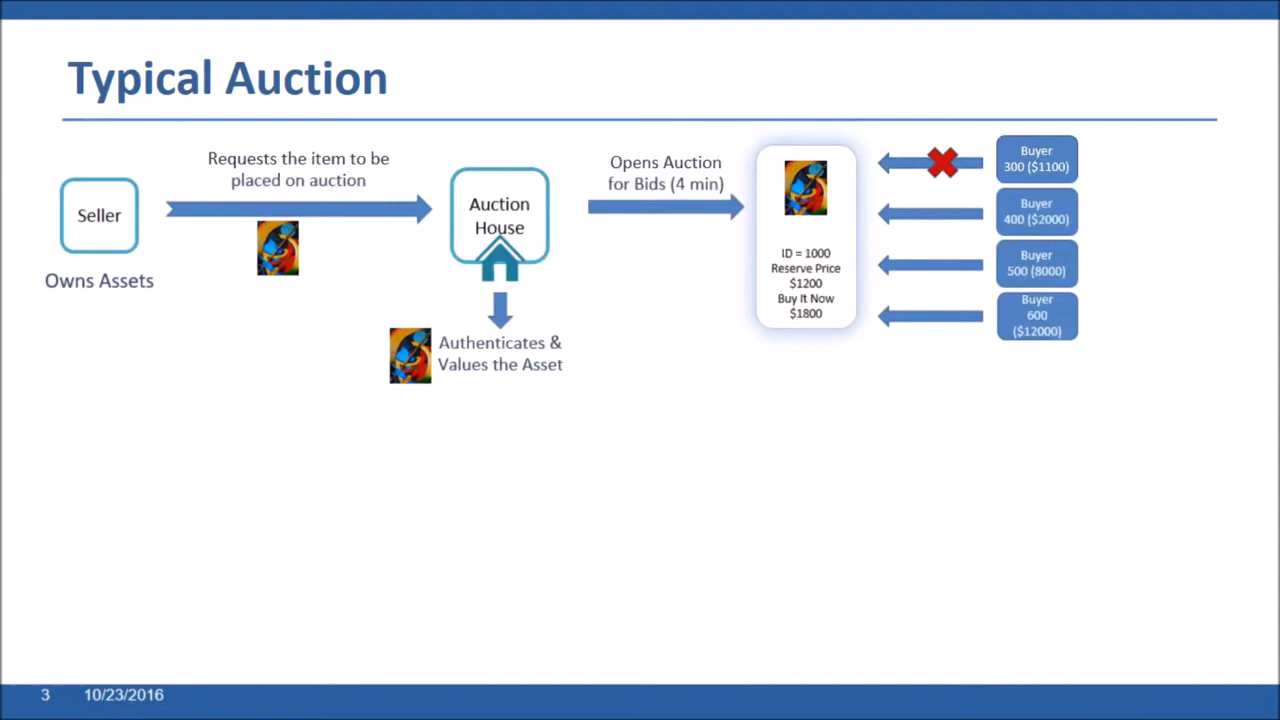 Typical Auction
Seller
Owns Assets
Requests the item to be
placed on auction
Auction
House
Authenticates &
Values the Asset
Opens Auction
for Bids (4 min)
ID = 1000
Reserve Price
$1200
Buy It Now
$1800
Buyer
300 ($1100)
Buyer
400 ($2000)
Buyer
500 (8000)
Buyer
600
($12000)
3
10/23/2016